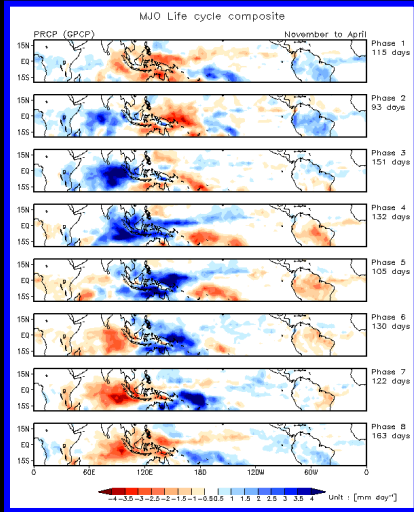 MJO Life cycle composite
PRCP (GPCP) November to April
15N
EQ
15S
Phase 1
115 days
15N
EQ
15S
Phase 2
93 days
15N
EQ
15S
Phase 3
151 days
15N
EQ
15S
Phase 4
132 days
15N
EQ
15S
Phase 5
105 days
15N
EQ
15S
Phase 6
130 days
15N
EQ
15S
Phase 7
122 days
15N
EQ
15S
Phase 8
163 days
0 60E 120E 180 120W 60W 0
-4 -3.5 -3 -2.5 -2 -1.5 -1 -0.5 0.5 1 1.5 2 2.5 3 3.5 4 Unit : [mm day⁻¹]